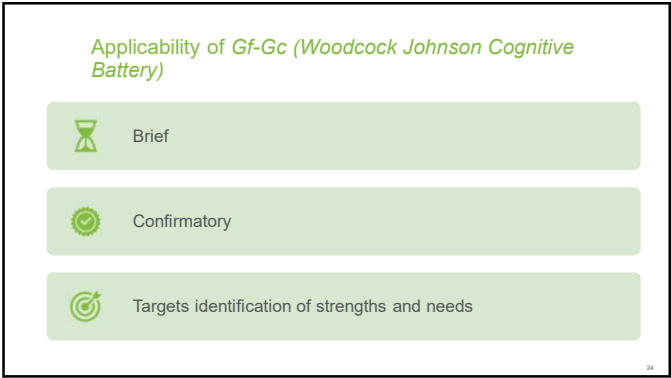 Applicability of Gf-Gc (Woodcock Johnson Cognitive
Battery)
Brief
Confirmatory
Targets identification of strengths and needs
24